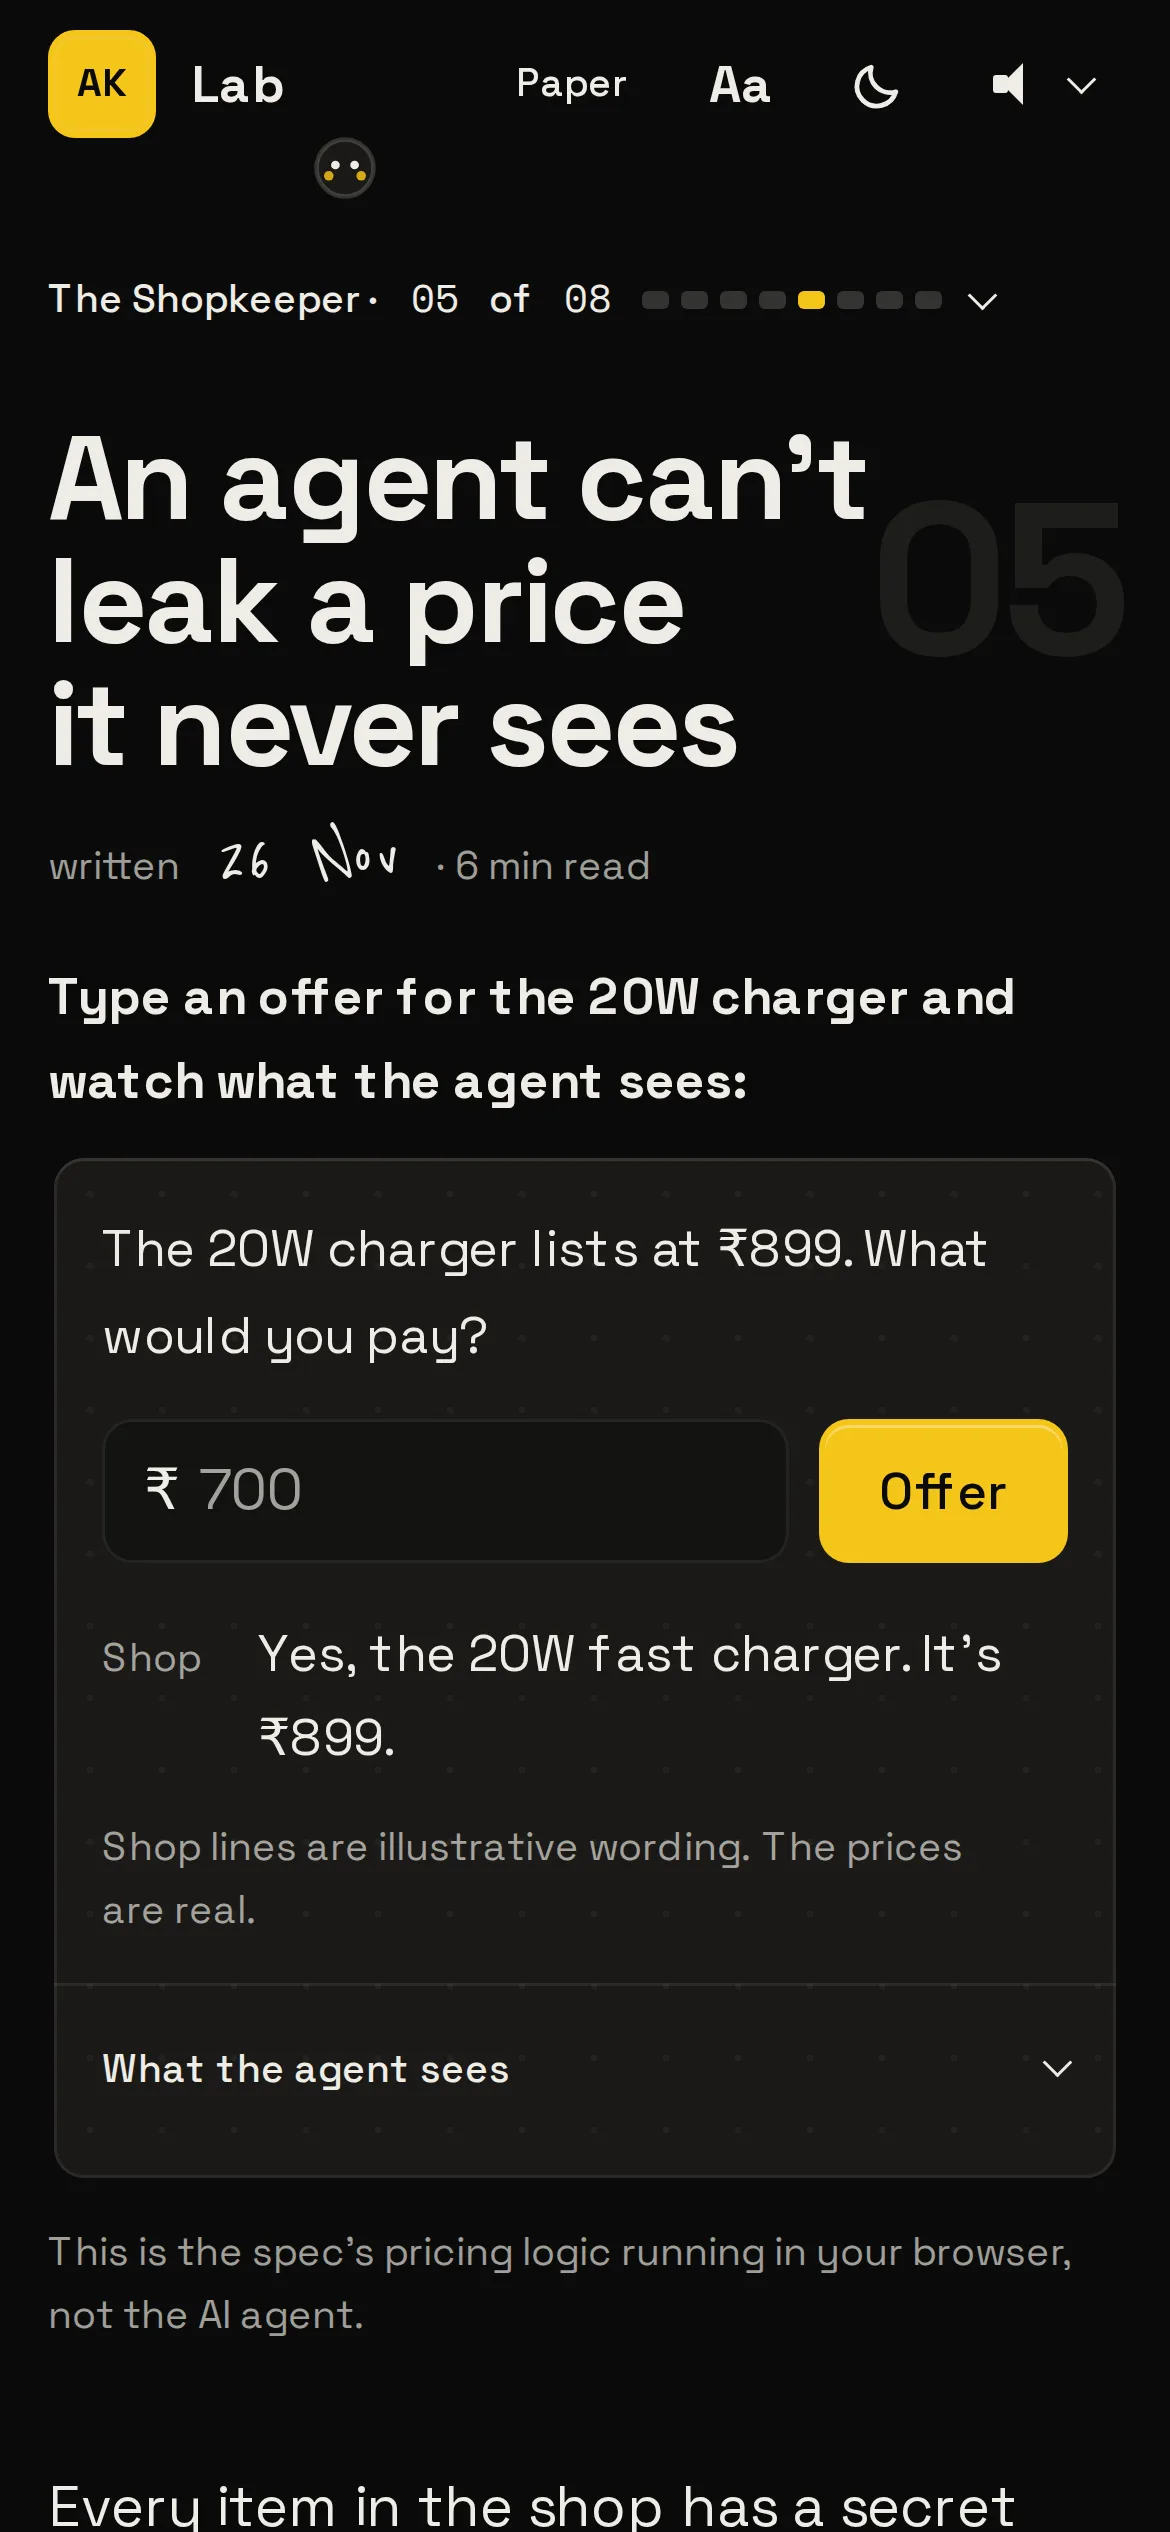 AK Lab Paper Aa
The Shopkeeper · 05 of 08
An agent can’t
leak a price
it never sees
05
written 26 Nov · 6 min read
Type an offer for the 20W charger and
watch what the agent sees:
The 20W charger lists at ₹899. What
would you pay?
₹ 700 Offer
Shop Yes, the 20W fast charger. It’s
₹899.
Shop lines are illustrative wording. The prices
are real.
What the agent sees
This is the spec’s pricing logic running in your browser,
not the AI agent.
Every item in the shop has a secret